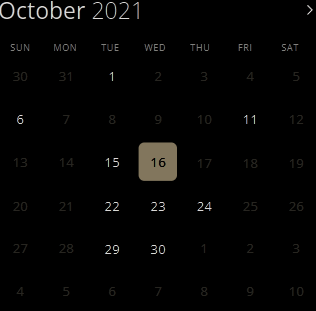 October 2021
SUN MON TUE WED THU FRI SAT
30 31 1 2 3 4 5
6 7 8 9 10 11 12
13 14 15 16 17 18 19
20 21 22 23 24 25 26
27 28 29 30 1 2 3
4 5 6 7 8 9 10